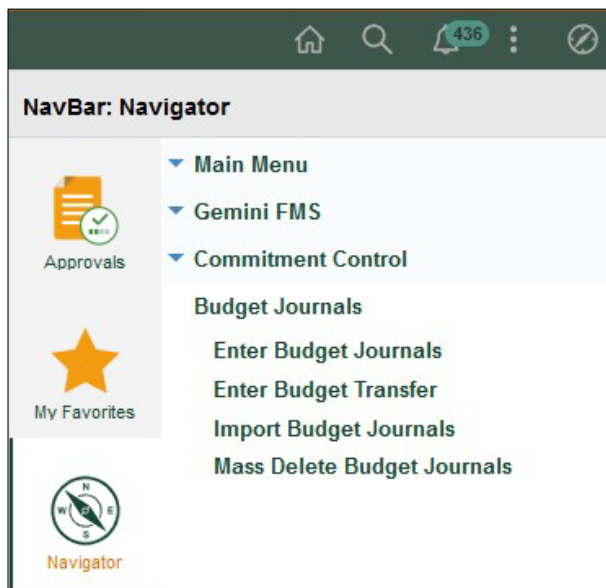 436
NavBar: Navigator
Main Menu
Gemini FMS
Approvals
Commitment Control
Budget Journals
Enter Budget Journals
Enter Budget Transfer
My Favorites
Import Budget Journals
Mass Delete Budget Journals
N
W E
S
Navigator